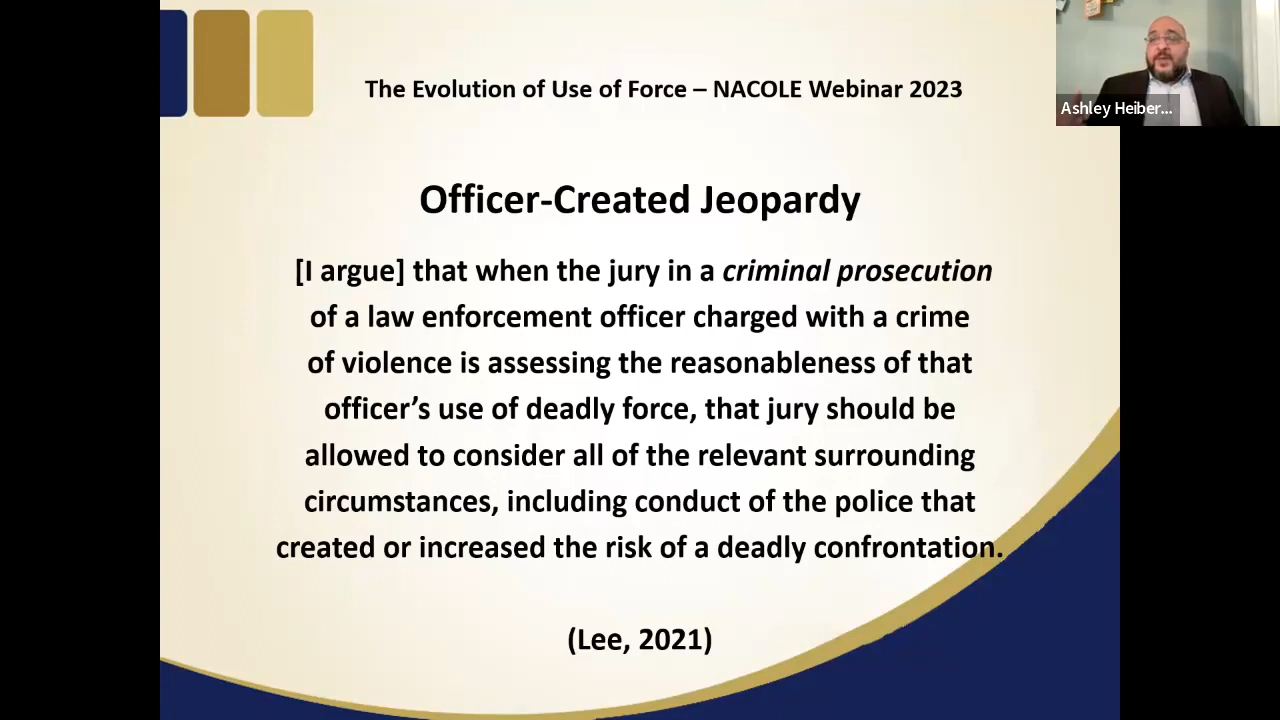 The Evolution of Use of Force – NACOLE Webinar 2023
Ashley Heiber...
Officer-Created Jeopardy
[I argue] that when the jury in a criminal prosecution
of a law enforcement officer charged with a crime
of violence is assessing the reasonableness of that
officer’s use of deadly force, that jury should be
allowed to consider all of the relevant surrounding
circumstances, including conduct of the police that
created or increased the risk of a deadly confrontation.
(Lee, 2021)